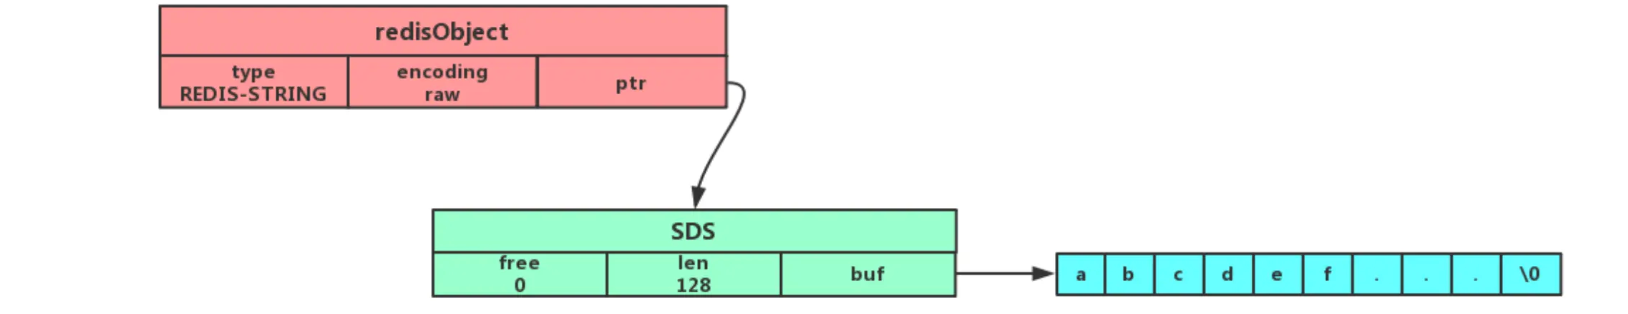 redisObject
type
REDIS-STRING
encoding
raw
ptr
SDS
free
0
len
128
buf
a b c d e f . . . \0